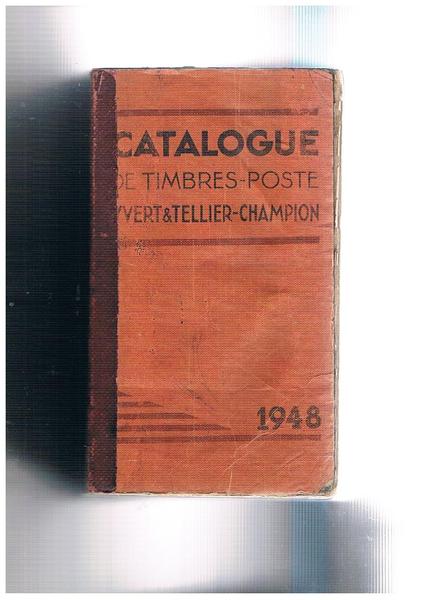 CATALOGUE
DE TIMBRES-POSTE
YVERT&TELLIER-CHAMPION
1948